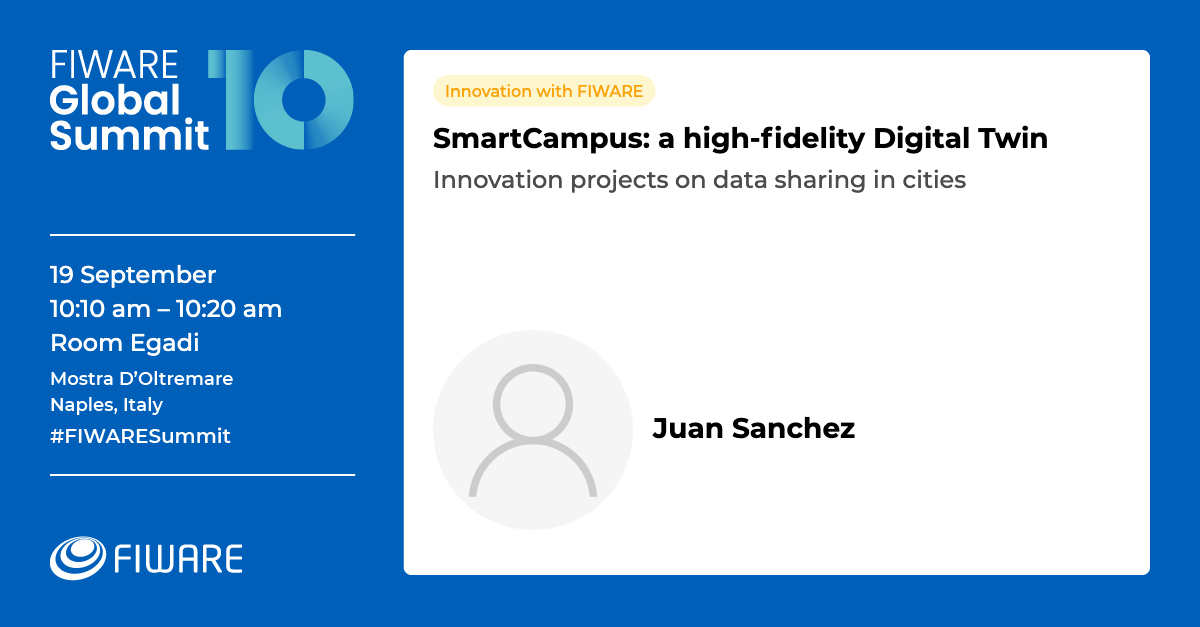 FIWARE
Global
Summit
10
19 September
10:10 am – 10:20 am
Room Egadi
Mostra D’Oltremare
Naples, Italy
#FIWARESummit
FIWARE
Innovation with FIWARE
SmartCampus: a high-fidelity Digital Twin
Innovation projects on data sharing in cities
Juan Sanchez